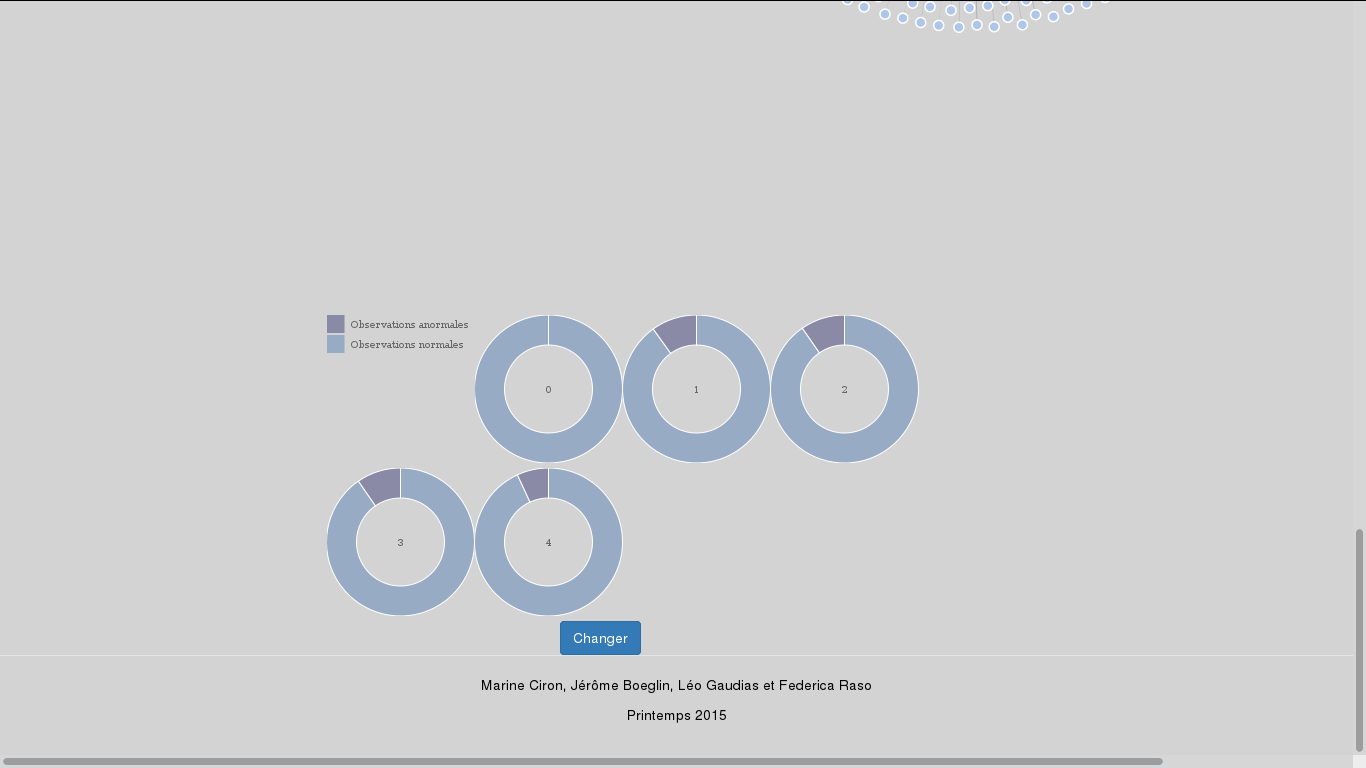 Observations anormales
Observations normales
0
1
2
3
4
Changer
Marine Ciron, Jérôme Boeglin, Léo Gaudias et Federica Raso
Printemps 2015